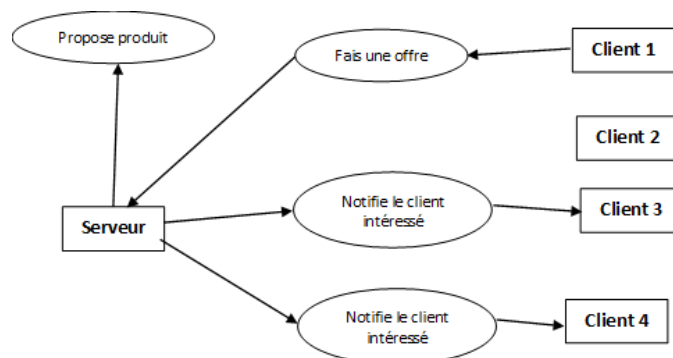 Propose produit
Fais une offre
Client 1
Client 2
Notifie le client
intéressé
Client 3
Serveur
Notifie le client
intéressé
Client 4